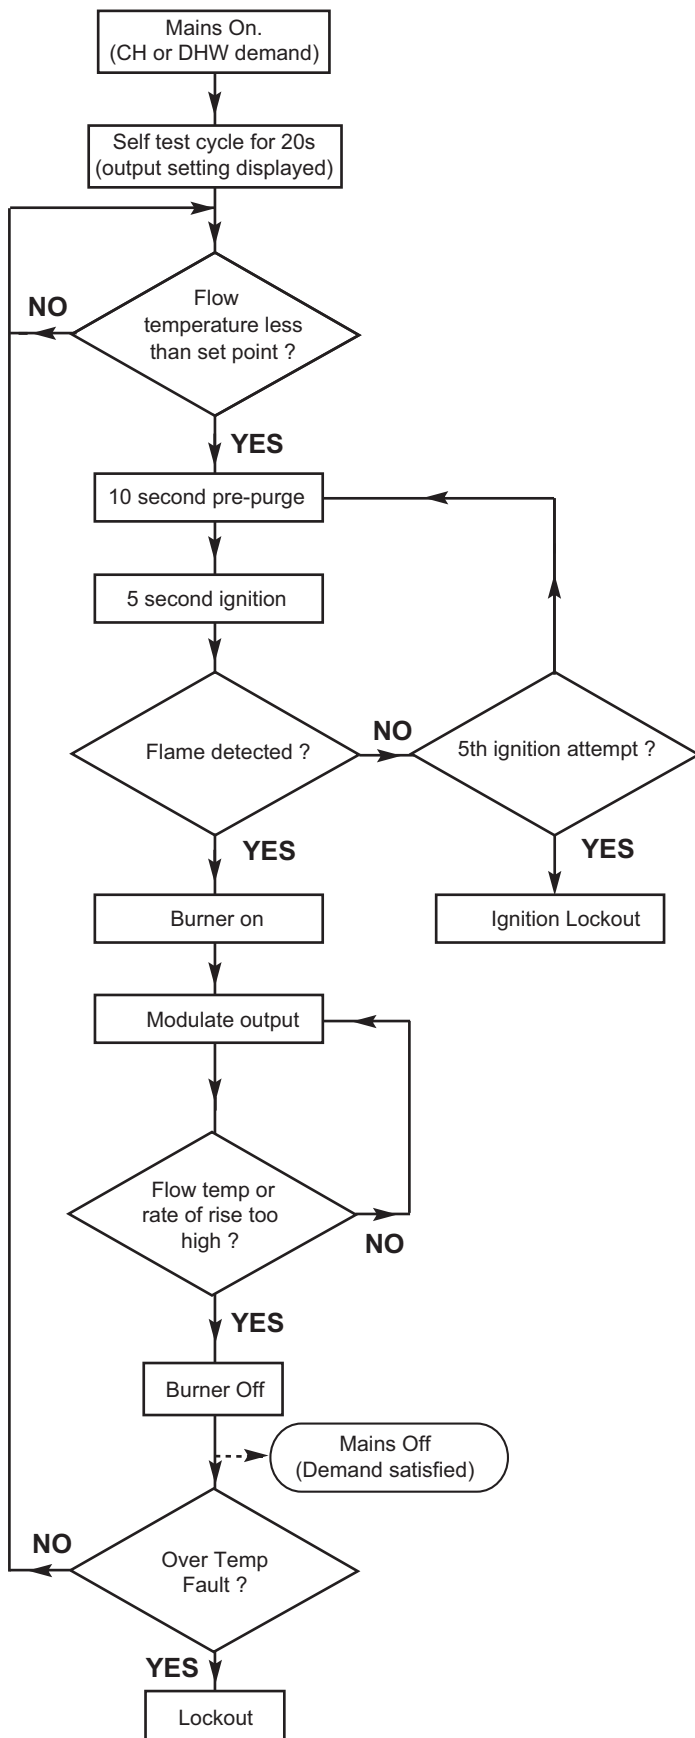 Mains On.
(CH or DHW demand)
Self test cycle for 20s
(output setting displayed)
NO
Flow
temperature less
than set point ?
YES
10 second pre-purge
5 second ignition
Flame detected ?
NO
5th ignition attempt ?
YES
YES
Burner on
Ignition Lockout
Modulate output
Flow temp or
rate of rise too
high ?
NO
YES
Burner Off
Mains Off
(Demand satisfied)
NO
Over Temp
Fault ?
YES
Lockout